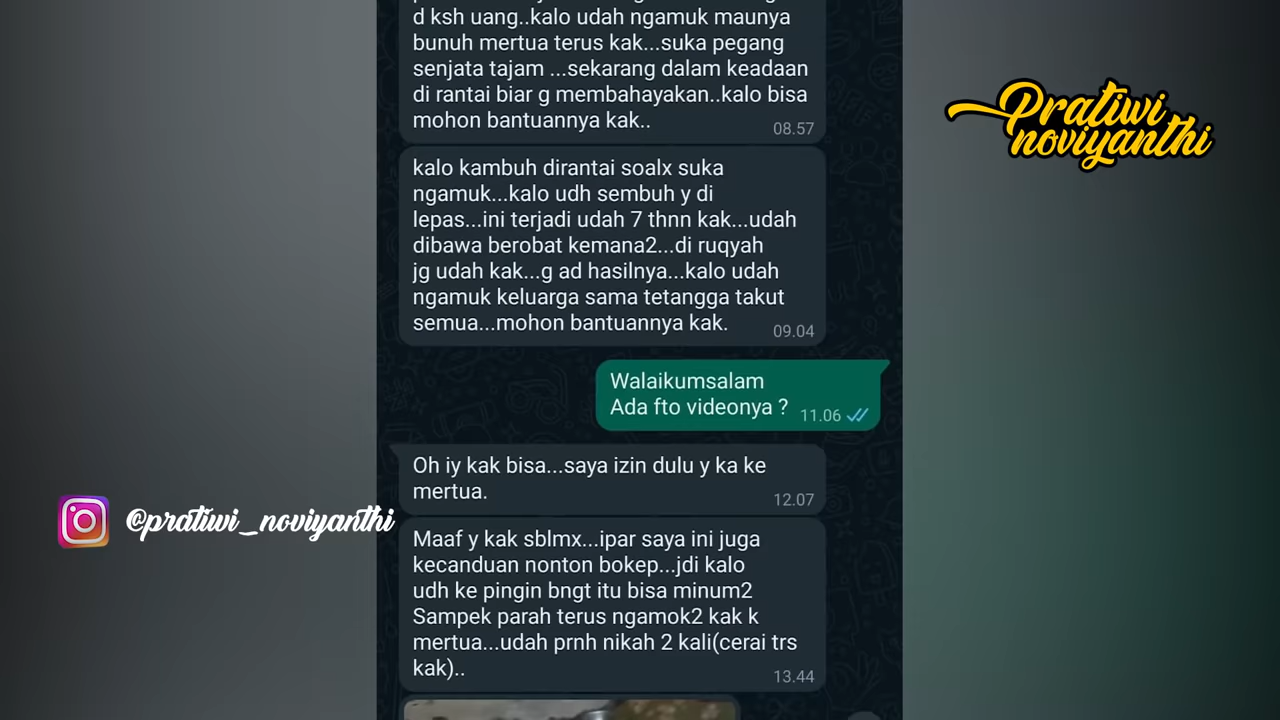 d ksh uang..kalo udah ngamuk maunya
bunuh mertua terus kak...suka pegang
senjata tajam ...sekarang dalam keadaan
di rantai biar g membahayakan..kalo bisa
mohon bantuannya kak..
08.57
kalo kambuh dirantai soalx suka
ngamuk...kalo udh sembuh y di
lepas...ini terjadi udah 7 thnn kak...udah
dibawa berobat kemana2...di ruqyah
jg udah kak...g ad hasilnya...kalo udah
ngamuk keluarga sama tetangga takut
semua...mohon bantuannya kak.
09.04
Walaikumsalam
Ada fto videonya ?
11.06
Oh iy kak bisa...saya izin dulu y ka ke
mertua.
12.07
Maaf y kak sblmx...ipar saya ini juga
kecanduan nonton bokep...jdi kalo
udh ke pingin bngt itu bisa minum2
Sampek parah terus ngamok2 kak k
mertua...udah prnh nikah 2 kali(cerai trs
kak)..
13.44
Pratiwi
noviyanthi
@pratiwi_noviyanthi